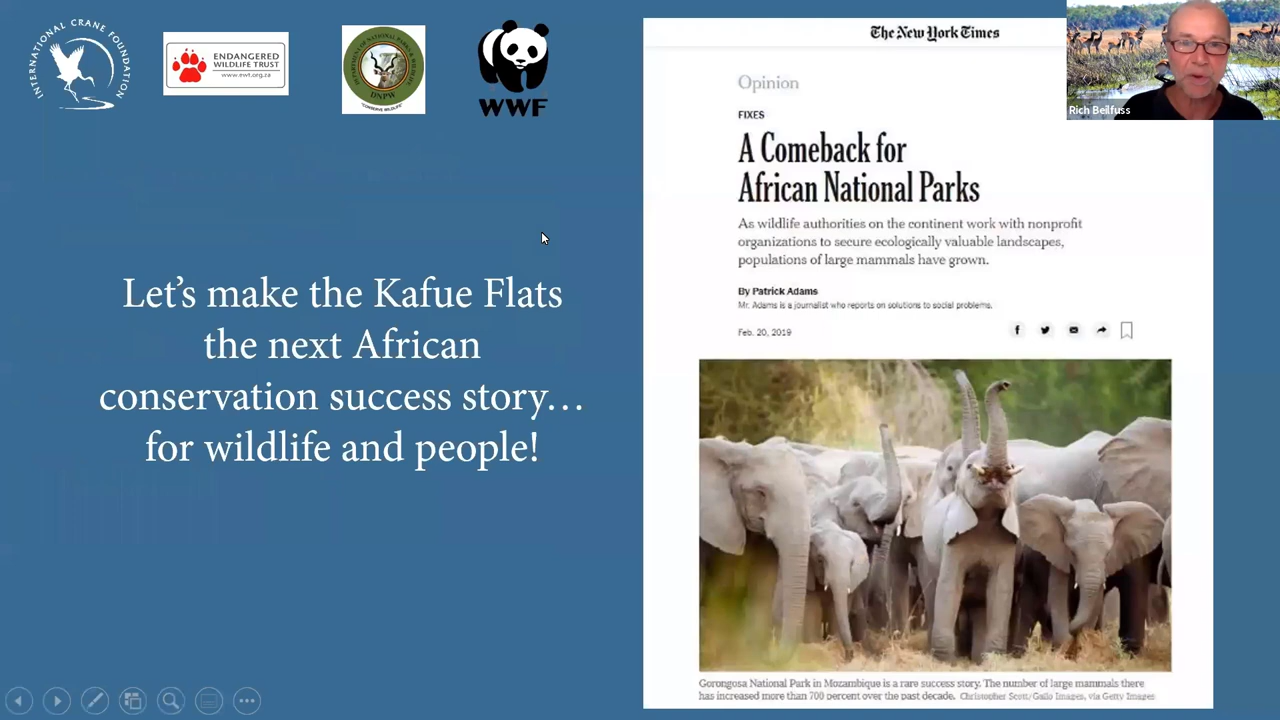 INTERNATIONAL CRANE FOUNDATION
ENDANGERED
WILDLIFE TRUST
www.ewt.org.za
DNPW
"CONSERVE WILDLIFE"
WWF
Let's make the Kafue Flats
the next African
conservation success story…
for wildlife and people!
The New York Times
Opinion
FIXES
A Comeback for
African National Parks
As wildlife authorities on the continent work with nonprofit
organizations to secure ecologically valuable landscapes,
populations of large mammals have grown.
By Patrick Adams
Mr. Adams is a journalist who reports on solutions to social problems.
Feb. 20, 2019
Gorongosa National Park in Mozambique is a rare success story. The number of large mammals there
has increased more than 700 percent over the past decade. Christopher Scott/Gallo Images, via Getty Images
Rich Beilfuss